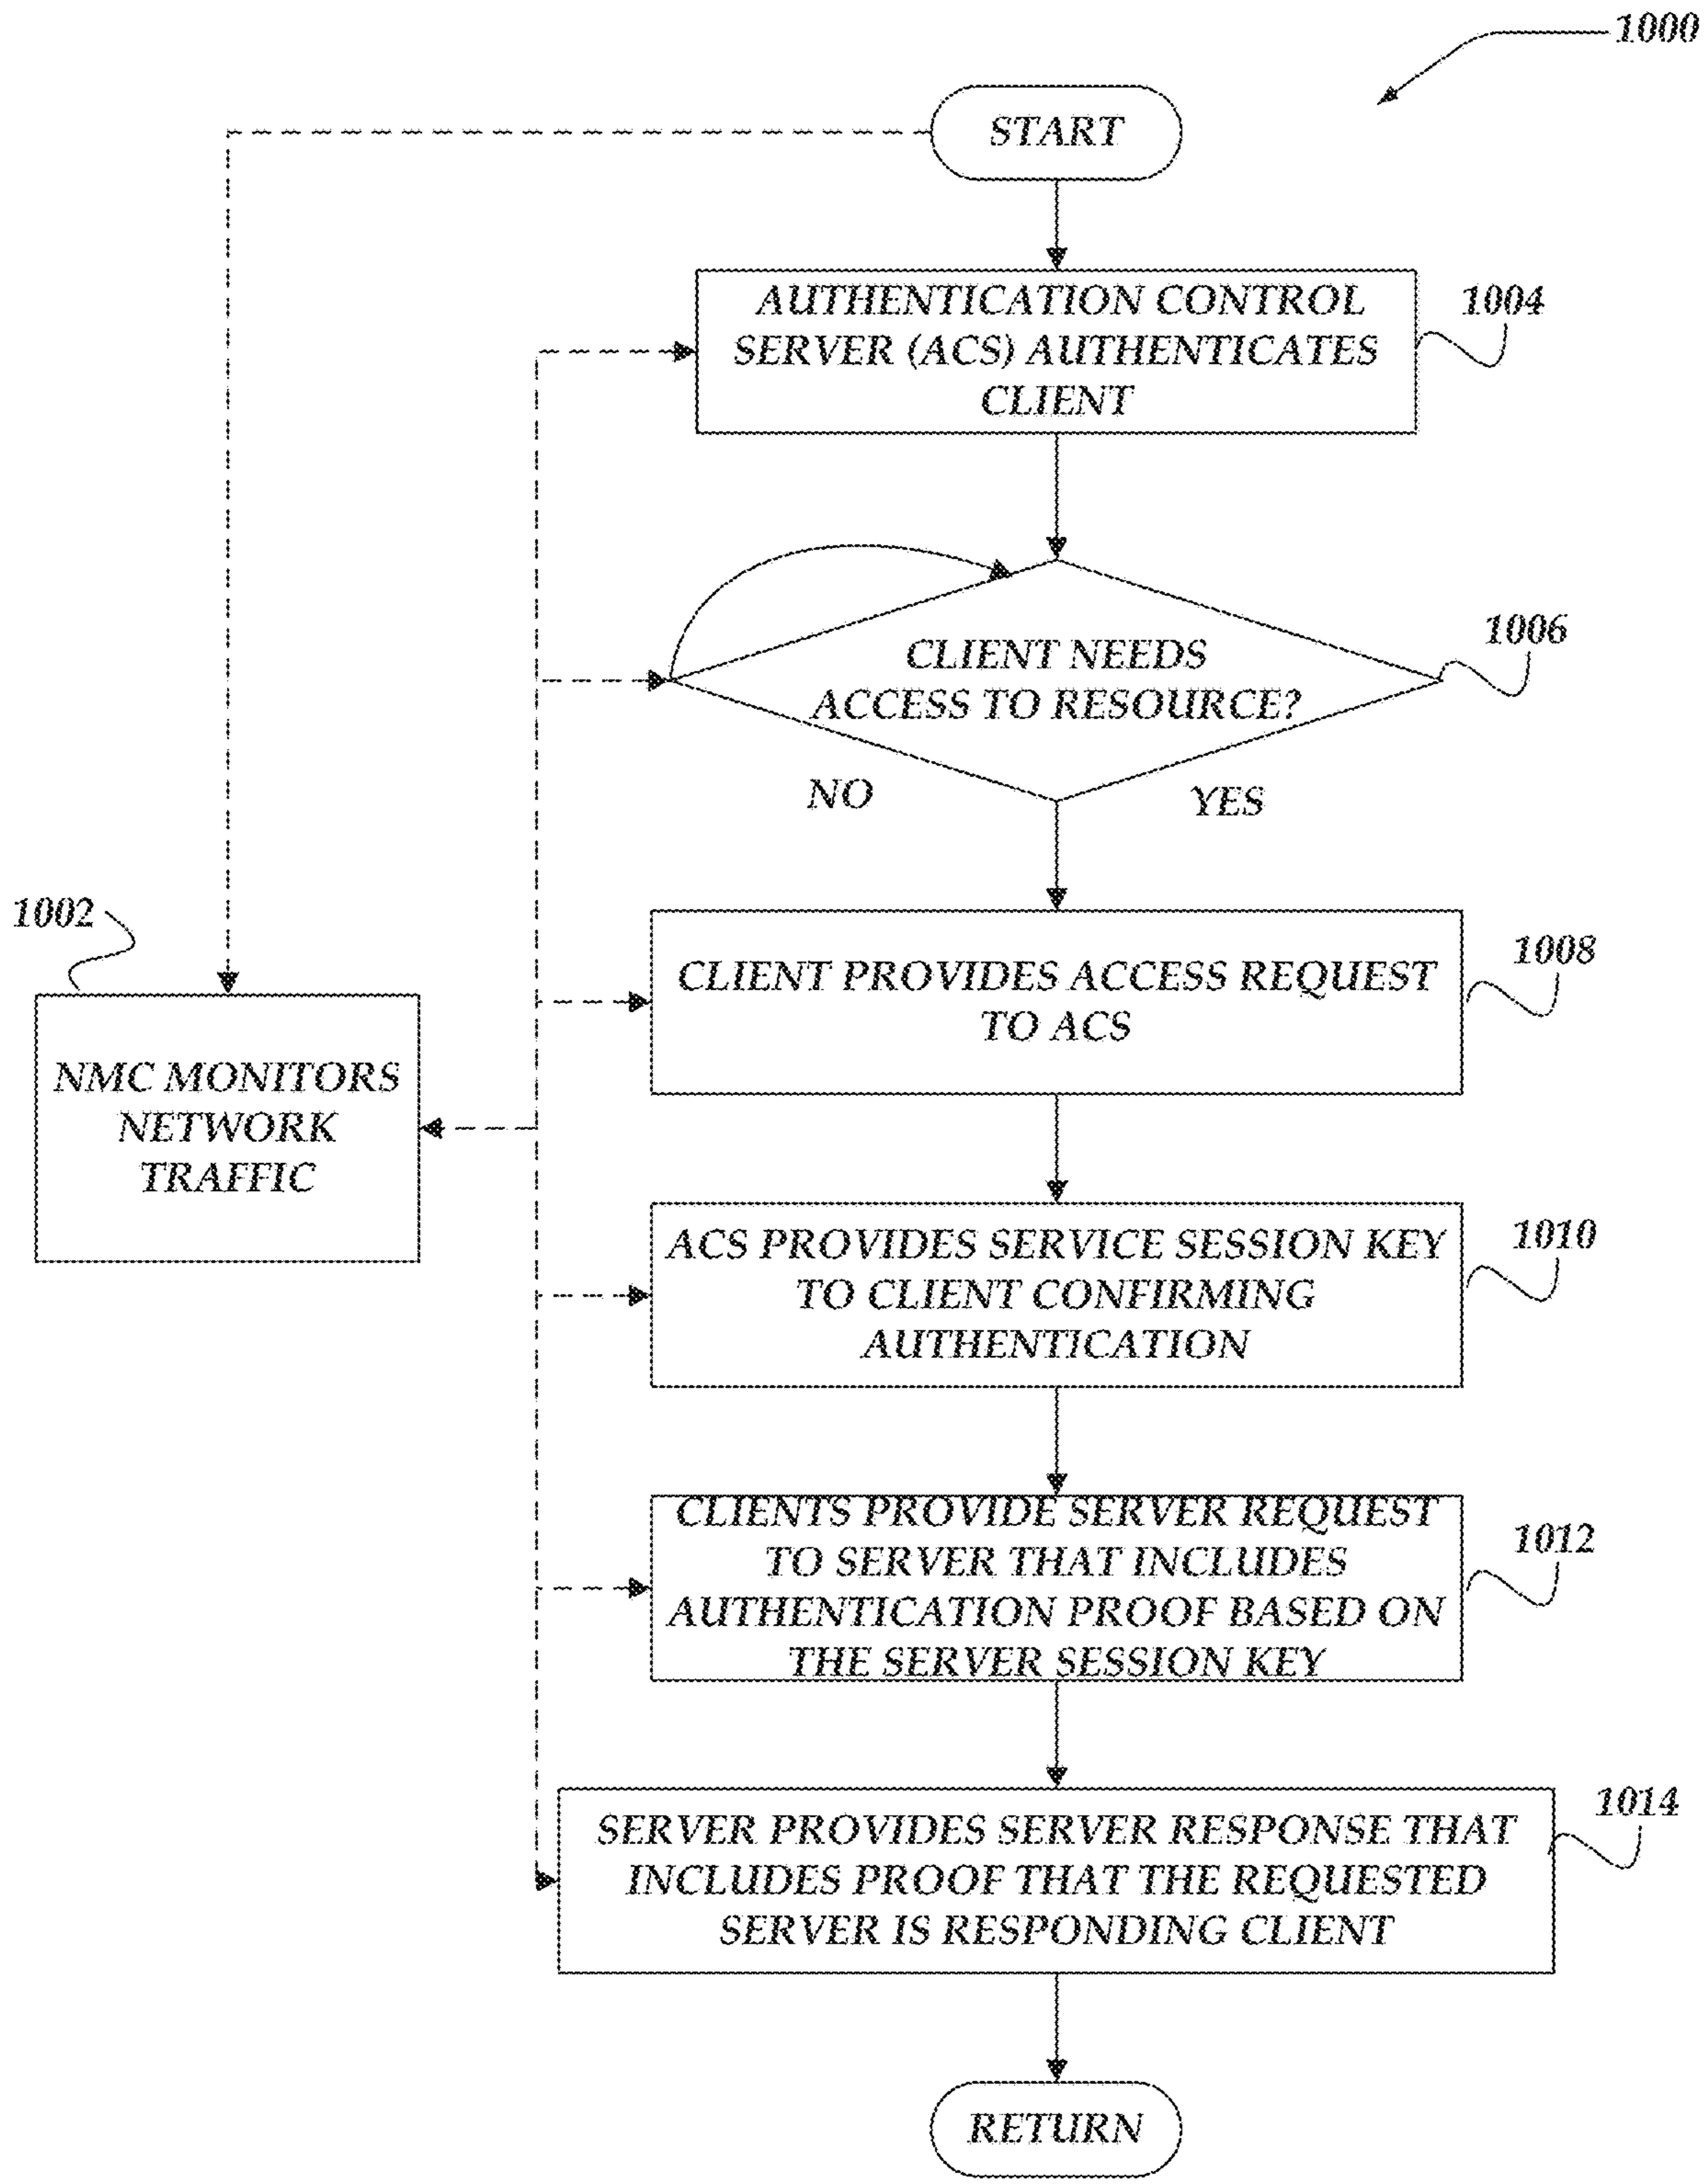 1000
START
AUTHENTICATION CONTROL
SERVER (ACS) AUTHENTICATES
CLIENT
1004
CLIENT NEEDS
ACCESS TO RESOURCE?
1006
NO
YES
1002
NMC MONITORS
NETWORK
TRAFFIC
CLIENT PROVIDES ACCESS REQUEST
TO ACS
1008
ACS PROVIDES SERVICE SESSION KEY
TO CLIENT CONFIRMING
AUTHENTICATION
1010
CLIENTS PROVIDE SERVER REQUEST
TO SERVER THAT INCLUDES
AUTHENTICATION PROOF BASED ON
THE SERVER SESSION KEY
1012
SERVER PROVIDES SERVER RESPONSE THAT
INCLUDES PROOF THAT THE REQUESTED
SERVER IS RESPONDING CLIENT
1014
RETURN